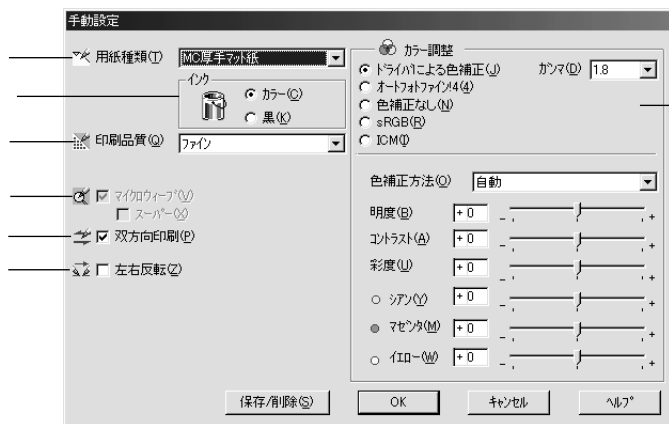 手動設定
用紙種類(T) MC厚手マット紙
インク
カラー(C)
黒(K)
印刷品質(Q) ファイン
マイクロウィーブ(V)
スーパー(X)
双方向印刷(P)
左右反転(Z)
カラー調整
ドライバによる色補正(J) ガンマ(D) 1.8
オートフォトファイン!4(4)
色補正なし(N)
sRGB(R)
ICM(I)
色補正方法(O) 自動
明度(B) +0 - +
コントラスト(A) +0 - +
彩度(U) +0 - +
シアン(Y) +0 - +
マゼンタ(M) +0 - +
イエロー(W) +0 - +
保存/削除(S) OK キャンセル ヘルプ